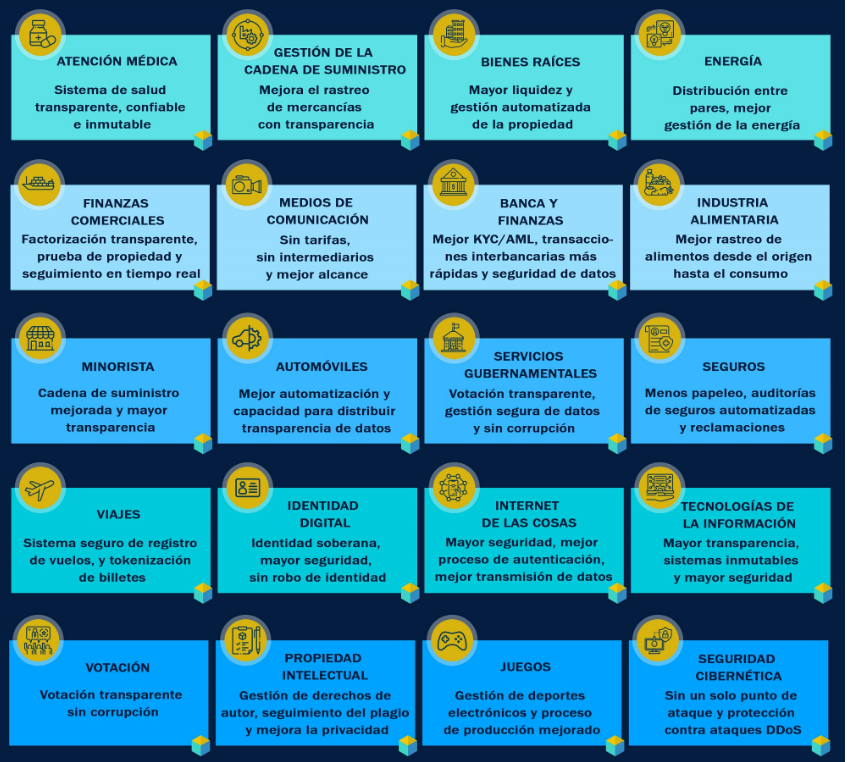 ATENCIÓN MÉDICA
Sistema de salud
transparente, confiable
e inmutable
GESTIÓN DE LA
CADENA DE SUMINISTRO
Mejora el rastreo
de mercancías
con transparencia
BIENES RAÍCES
Mayor liquidez y
gestión automatizada
de la propiedad
ENERGÍA
Distribución entre
pares, mejor
gestión de la energía
FINANZAS
COMERCIALES
Factorización transparente,
prueba de propiedad y
seguimiento en tiempo real
MEDIOS DE
COMUNICACIÓN
Sin tarifas,
sin intermediarios
y mejor alcance
BANCA Y
FINANZAS
Mejor KYC/AML, transaccio-
nes interbancarias más
rápidas y seguridad de datos
INDUSTRIA
ALIMENTARIA
Mejor rastreo de
alimentos desde el origen
hasta el consumo
MINORISTA
Cadena de suministro
mejorada y mayor
transparencia
AUTOMÓVILES
Mejor automatización y
capacidad para distribuir
transparencia de datos
SERVICIOS
GUBERNAMENTALES
Votación transparente,
gestión segura de datos
y sin corrupción
SEGUROS
Menos papeleo, auditorías
de seguros automatizadas
y reclamaciones
VIAJES
Sistema seguro de registro
de vuelos, y tokenización
de billetes
IDENTIDAD
DIGITAL
Identidad soberana,
mayor seguridad,
sin robo de identidad
INTERNET
DE LAS COSAS
Mayor seguridad, mejor
proceso de autenticación,
mejor transmisión de datos
TECNOLOGÍAS DE
LA INFORMACIÓN
Mayor transparencia,
sistemas inmutables
y mayor seguridad
VOTACIÓN
Votación transparente
sin corrupción
PROPIEDAD
INTELECTUAL
Gestión de derechos de
autor, seguimiento del plagio
y mejora la privacidad
JUEGOS
Gestión de deportes
electrónicos y proceso
de producción mejorado
SEGURIDAD
CIBERNÉTICA
Sin un solo punto de
ataque y protección
contra ataques DDoS